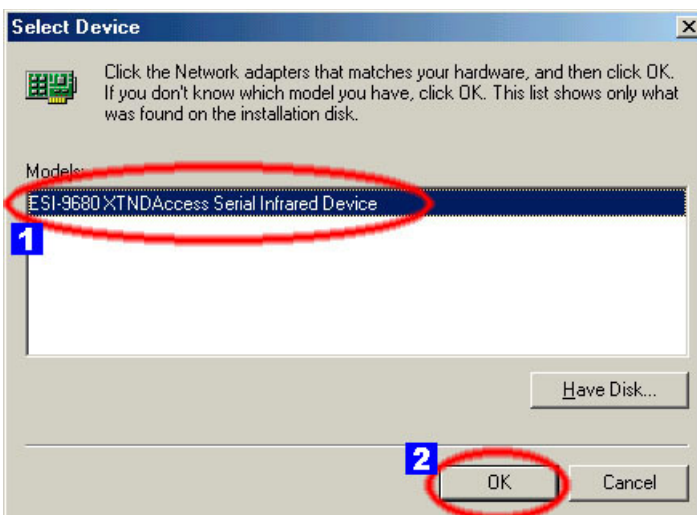 Select Device
Click the Network adapters that matches your hardware, and then click OK.
If you don't know which model you have, click OK. This list shows only what
was found on the installation disk.
Models:
ESI-9680 XTNDAccess Serial Infrared Device
1
Have Disk...
2
OK
Cancel